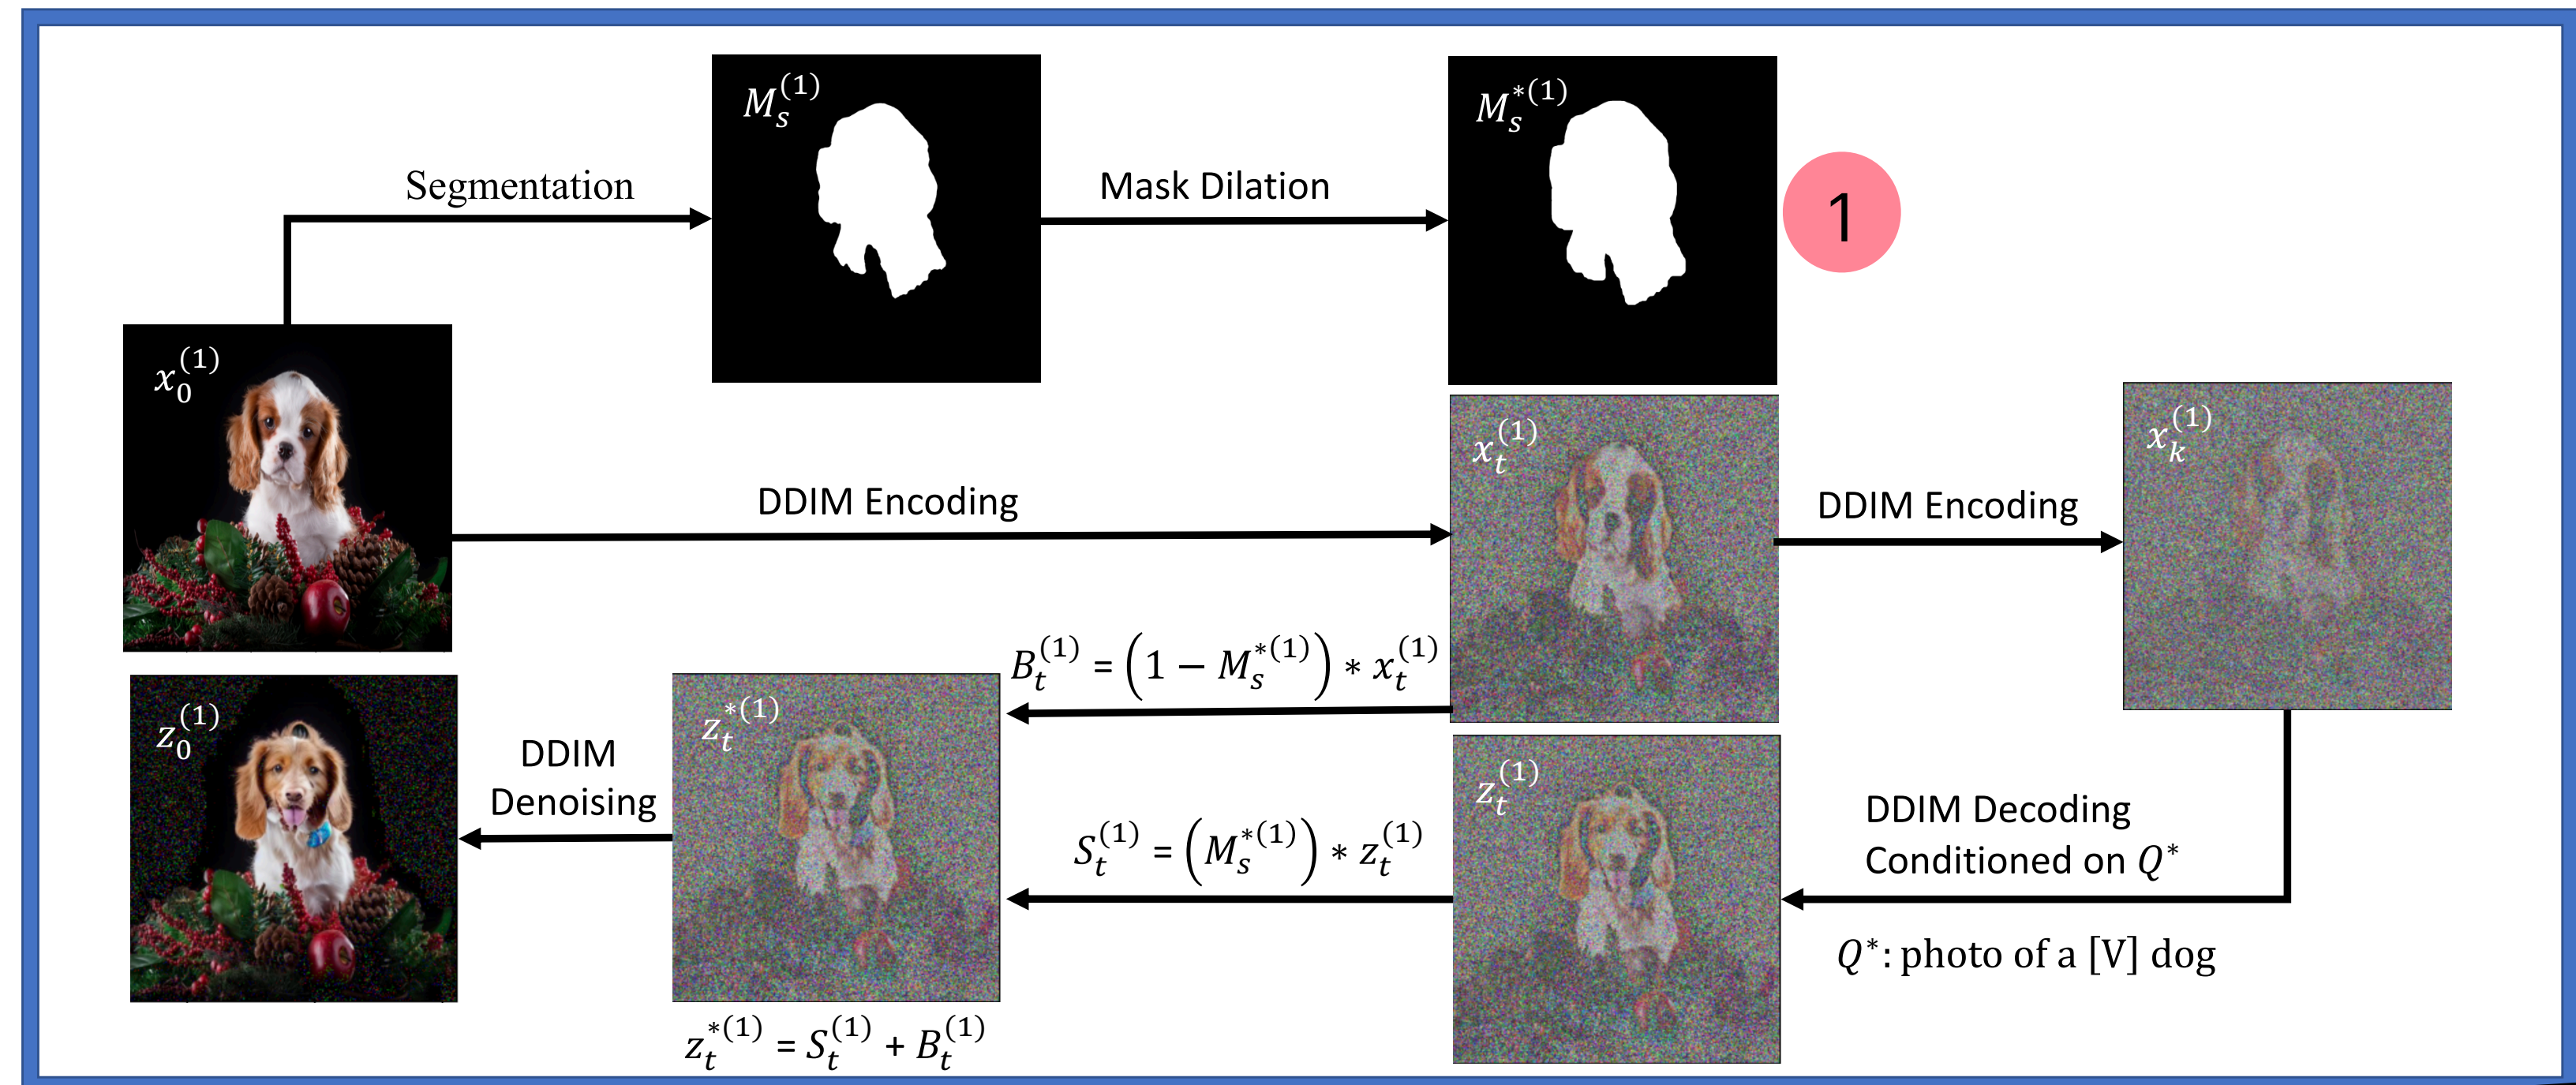 M_s^{(1)}
M_s^{*(1)}
Segmentation
Mask Dilation
1
x_0^{(1)}
x_t^{(1)}
x_k^{(1)}
DDIM Encoding
DDIM Encoding
B_t^{(1)} = (1 − M_s^{*(1)}) * x_t^{(1)}
z_0^{(1)}
DDIM
Denoising
z_t^{*(1)}
z_t^{(1)}
S_t^{(1)} = (M_s^{*(1)}) * z_t^{(1)}
DDIM Decoding
Conditioned on Q*
Q*: photo of a [V] dog
z_t^{*(1)} = S_t^{(1)} + B_t^{(1)}